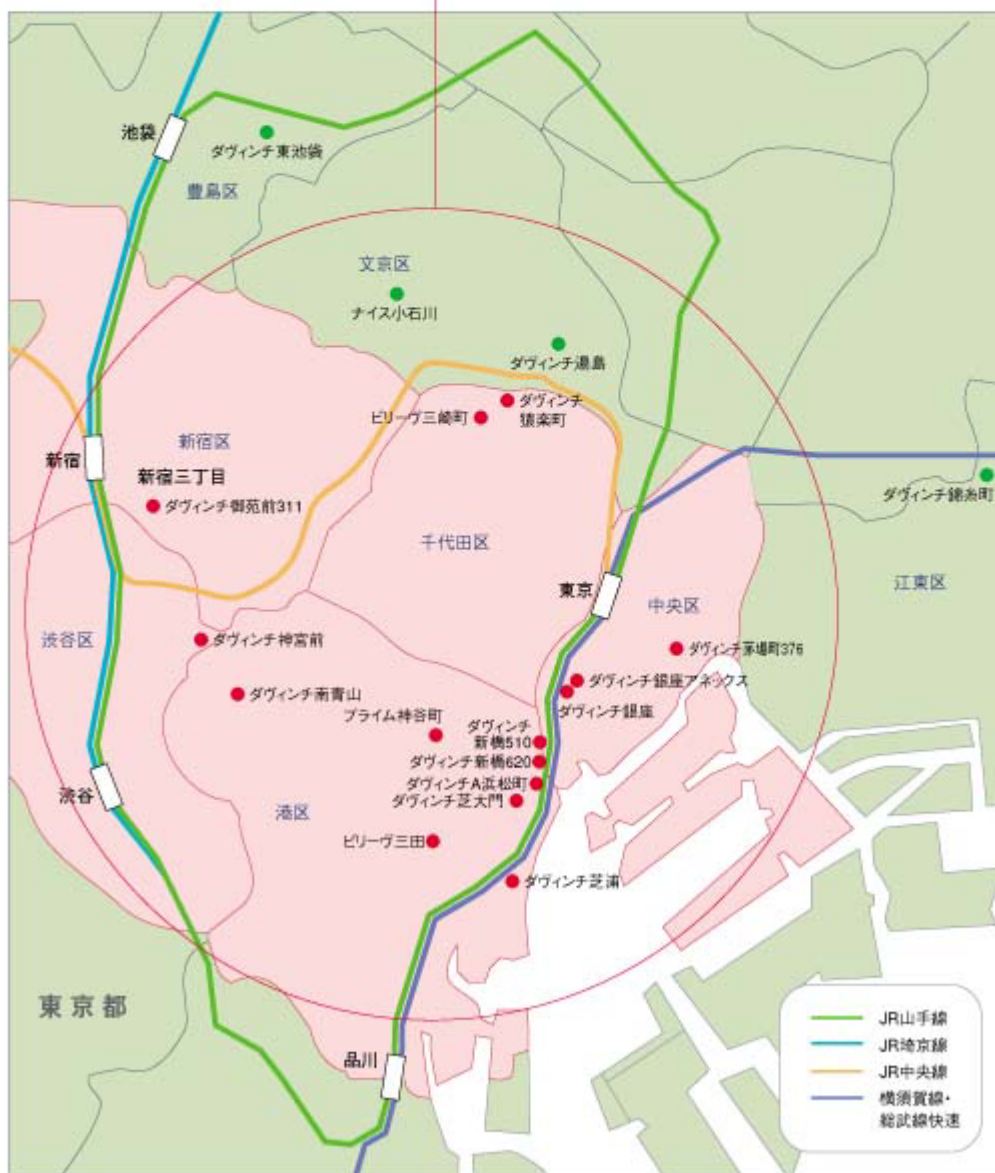 池袋
ダヴィンチ東池袋
豊島区
文京区
ナイス小石川
ダヴィンチ湯島
ダヴィンチ
猿楽町
ビリーヴ三崎町
新宿区
新宿
新宿三丁目
ダヴィンチ御苑前311
ダヴィンチ錦糸町
千代田区
東京
中央区
江東区
渋谷区
ダヴィンチ神宮前
ダヴィンチ茅場町376
ダヴィンチ銀座アネックス
ダヴィンチ南青山
ダヴィンチ銀座
プライム神谷町
ダヴィンチ
新橋510
ダヴィンチ新橋620
ダヴィンチA浜松町
渋谷
ダヴィンチ芝大門
港区
ビリーヴ三田
ダヴィンチ芝浦
東京都
品川
JR山手線
JR埼京線
JR中央線
横須賀線・
総武線快速